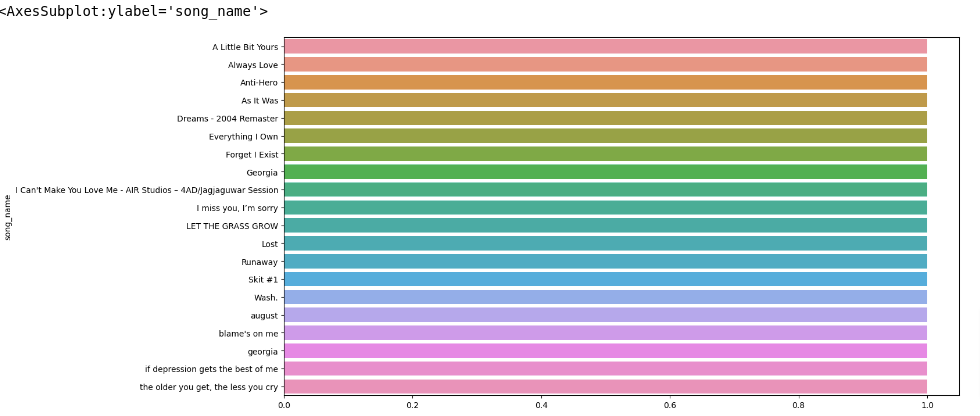 <AxesSubplot:ylabel='song_name'>
A Little Bit Yours
Always Love
Anti-Hero
As It Was
Dreams - 2004 Remaster
Everything I Own
Forget I Exist
Georgia
I Can't Make You Love Me - AIR Studios – 4AD/Jagjaguwar Session
I miss you, I’m sorry
LET THE GRASS GROW
Lost
Runaway
Skit #1
Wash.
august
blame's on me
georgia
if depression gets the best of me
the older you get, the less you cry
song_name
0.0 0.2 0.4 0.6 0.8 1.0